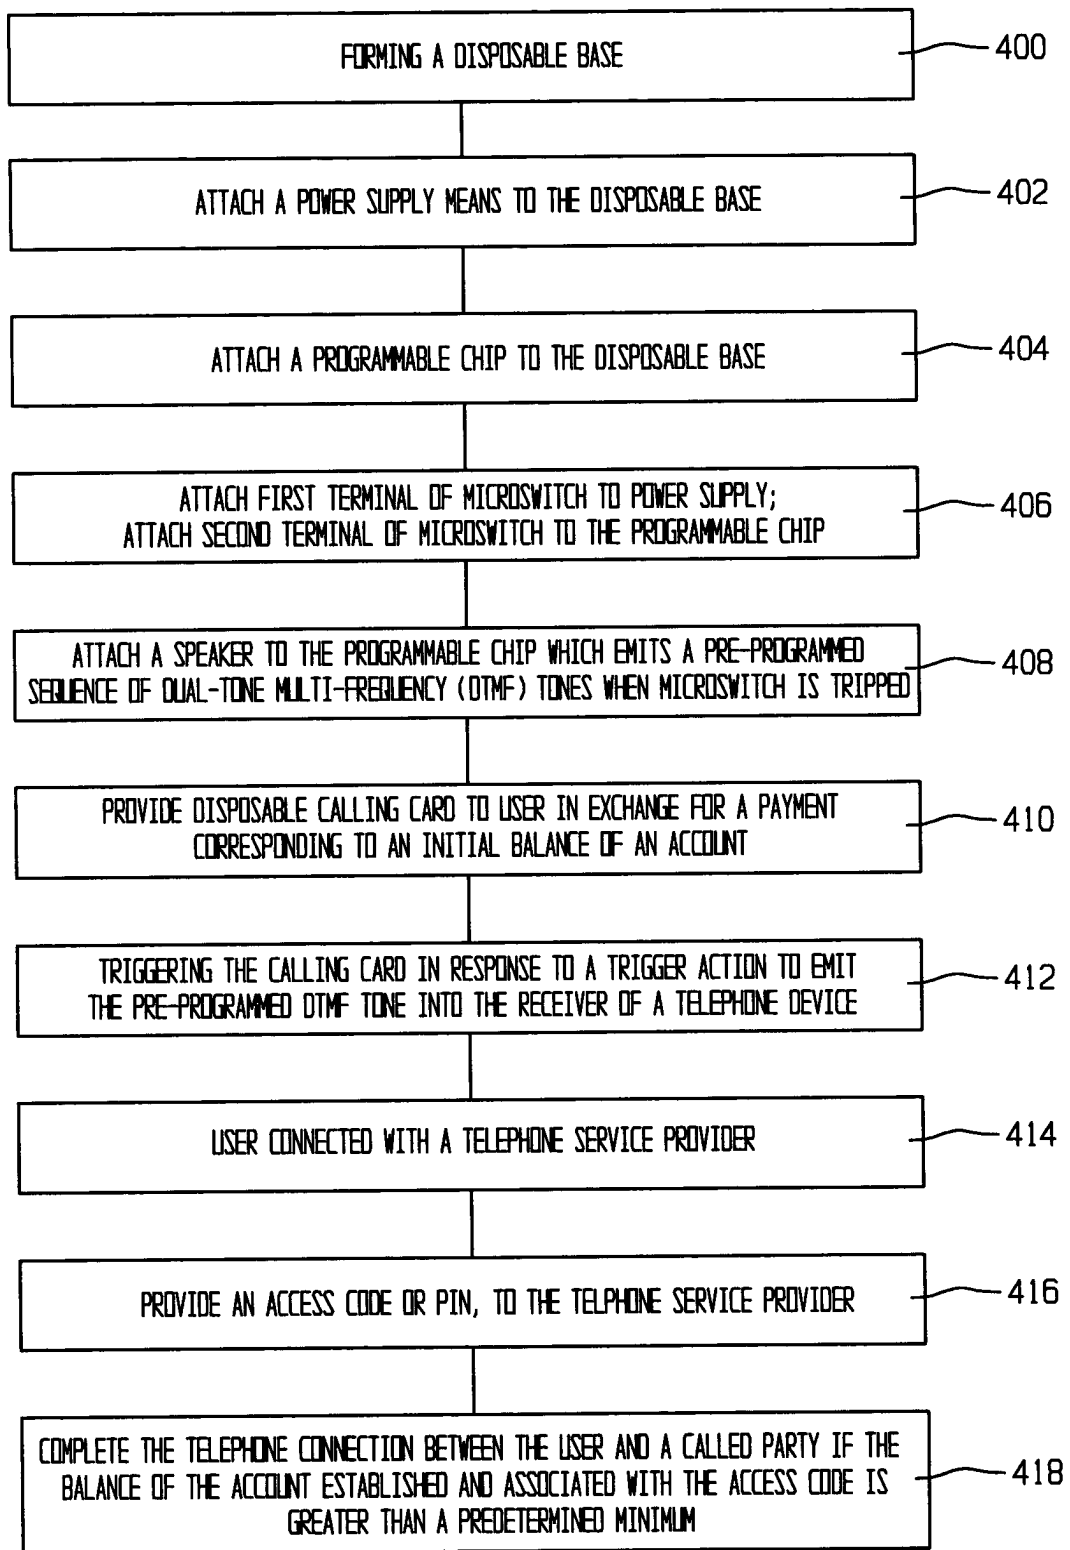 FORMING A DISPOSABLE BASE
400
ATTACH A POWER SUPPLY MEANS TO THE DISPOSABLE BASE
402
ATTACH A PROGRAMMABLE CHIP TO THE DISPOSABLE BASE
404
ATTACH FIRST TERMINAL OF MICROSWITCH TO POWER SUPPLY;
ATTACH SECOND TERMINAL OF MICROSWITCH TO THE PROGRAMMABLE CHIP
406
ATTACH A SPEAKER TO THE PROGRAMMABLE CHIP WHICH EMITS A PRE-PROGRAMMED
SEQUENCE OF DUAL-TONE MULTI-FREQUENCY (DTMF) TONES WHEN MICROSWITCH IS TRIPPED
408
PROVIDE DISPOSABLE CALLING CARD TO USER IN EXCHANGE FOR A PAYMENT
CORRESPONDING TO AN INITIAL BALANCE OF AN ACCOUNT
410
TRIGGERING THE CALLING CARD IN RESPONSE TO A TRIGGER ACTION TO EMIT
THE PRE-PROGRAMMED DTMF TONE INTO THE RECEIVER OF A TELEPHONE DEVICE
412
USER CONNECTED WITH A TELEPHONE SERVICE PROVIDER
414
PROVIDE AN ACCESS CODE OR PIN, TO THE TELPHONE SERVICE PROVIDER
416
COMPLETE THE TELEPHONE CONNECTION BETWEEN THE USER AND A CALLED PARTY IF THE
BALANCE OF THE ACCOUNT ESTABLISHED AND ASSOCIATED WITH THE ACCESS CODE IS
GREATER THAN A PREDETERMINED MINIMUM
418